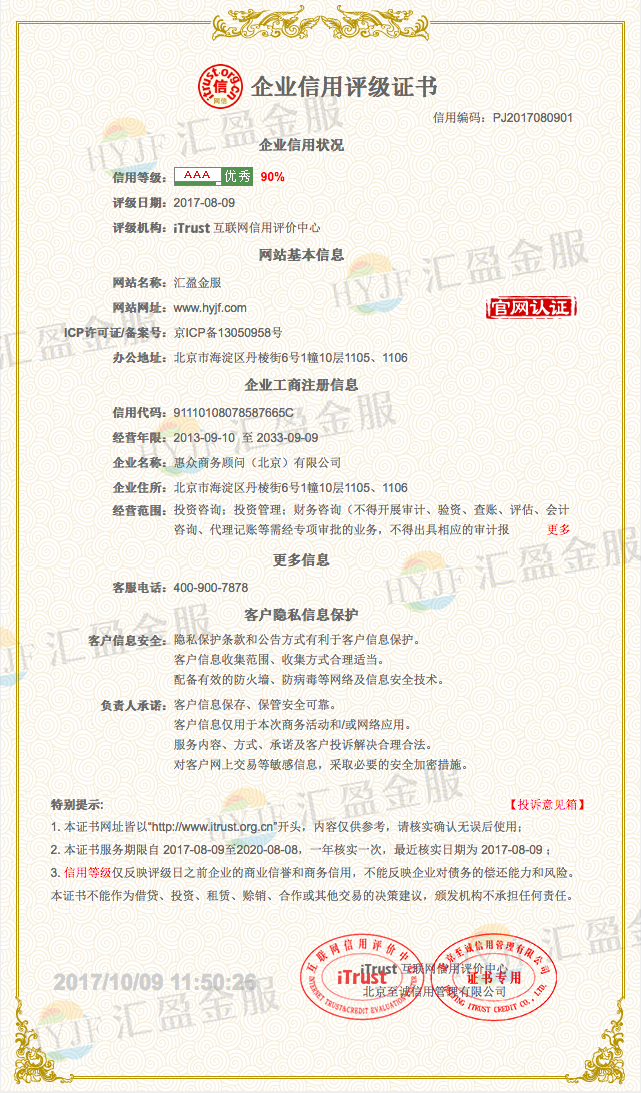 企业信用评级证书
信用编码：PJ2017080901
企业信用状况
信用等级： AAA 优秀 90%
评级日期：2017-08-09
评级机构：iTrust 互联网信用评价中心
网站基本信息
网站名称：汇盈金服
网站网址：www.hyjf.com
官网认证
ICP许可证/备案号：京ICP备13050958号
办公地址：北京市海淀区丹棱街6号1幢10层1105、1106
企业工商注册信息
信用代码：91110108078587665C
经营年限：2013-09-10 至 2033-09-09
企业名称：惠众商务顾问（北京）有限公司
企业住所：北京市海淀区丹棱街6号1幢10层1105、1106
经营范围：投资咨询；投资管理；财务咨询（不得开展审计、验资、查账、评估、会计
咨询、代理记账等需经专项审批的业务，不得出具相应的审计报 更多
更多信息
客服电话：400-900-7878
客户隐私信息保护
客户信息安全：隐私保护条款和公告方式有利于客户信息保护。
客户信息收集范围、收集方式合理适当。
配备有效的防火墙、防病毒等网络及信息安全技术。
负责人承诺：客户信息保存、保管安全可靠。
客户信息仅用于本次商务活动和/或网络应用。
服务内容、方式、承诺及客户投诉解决合理合法。
对客户网上交易等敏感信息，采取必要的安全加密措施。
特别提示: 【投诉意见箱】
1. 本证书网址皆以"http://www.itrust.org.cn"开头，内容仅供参考，请核实确认无误后使用；
2. 本证书服务期限自 2017-08-09至2020-08-08，一年核实一次，最近核实日期为 2017-08-09 ；
3. 信用等级仅反映评级日之前企业的商业信誉和商务信用，不能反映企业对债务的偿还能力和风险。
本证书不能作为借贷、投资、租赁、赊销、合作或其他交易的决策建议，颁发机构不承担任何责任。
iTrust 互联网信用评价中心
北京至诚信用管理有限公司
2017/10/09 11:50:26
互联网信用评价中心
iTrust
北京至诚信用管理有限公司
证书专用
itrust.org.cn
信
网信
HYJF 汇盈金服
HYJF 汇盈金服
HYJF 汇盈金服
HYJF 汇盈金服
HYJF 汇盈金服
HYJF 汇盈金服